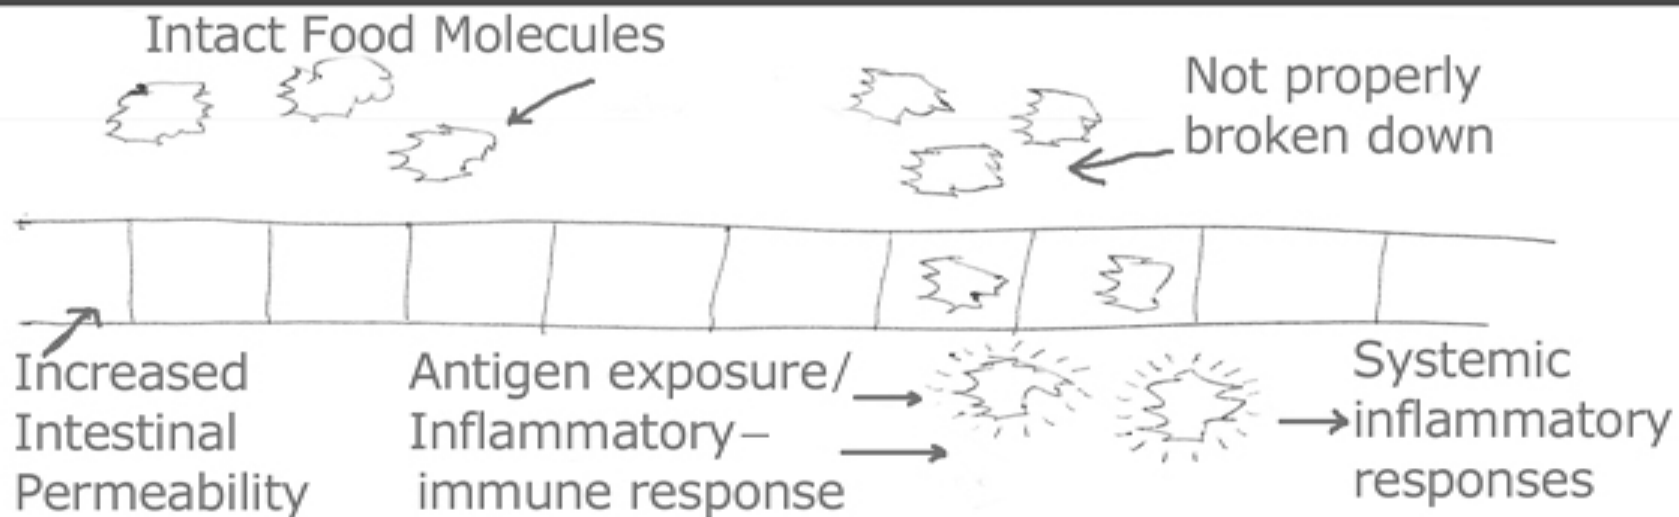 Intact Food Molecules
Not properly
broken down
Increased
Intestinal
Permeability
Antigen exposure/
Inflammatory–
immune response
Systemic
inflammatory
responses